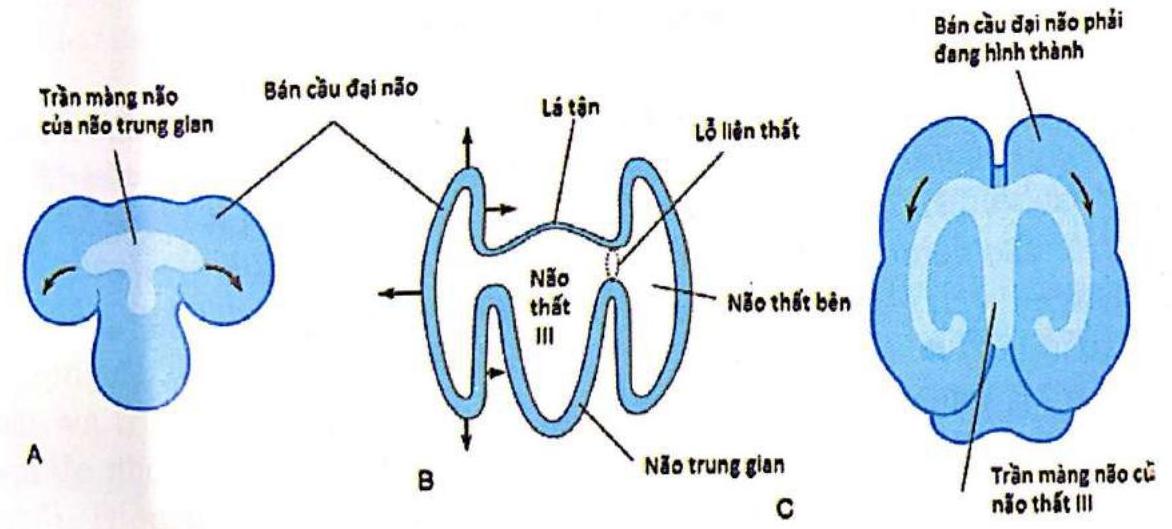 Trần màng não
của não trung gian
Bán cầu đại não
A
Lá tận
Lỗ liên thất
Não
thất
III
Não thất bên
Não trung gian
B
Bán cầu đại não phải
đang hình thành
Trần màng não củ
não thất III
C